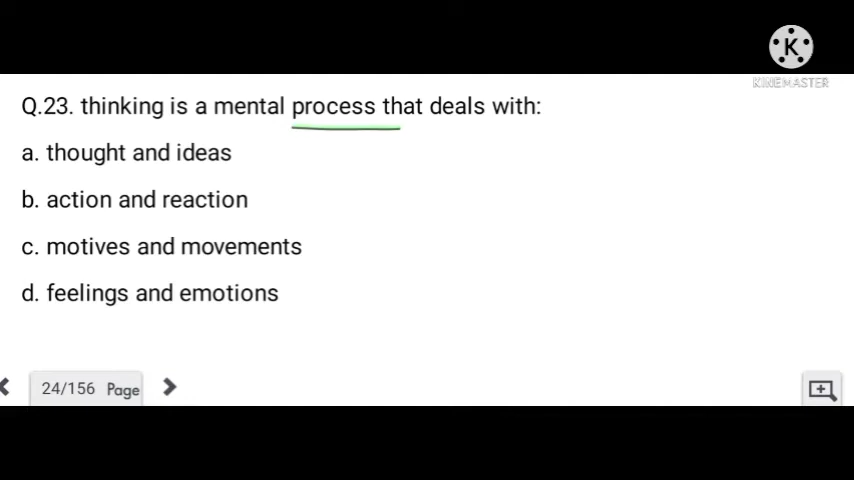 K
KINEMASTER
Q.23. thinking is a mental process that deals with:
a. thought and ideas
b. action and reaction
c. motives and movements
d. feelings and emotions
24/156 Page